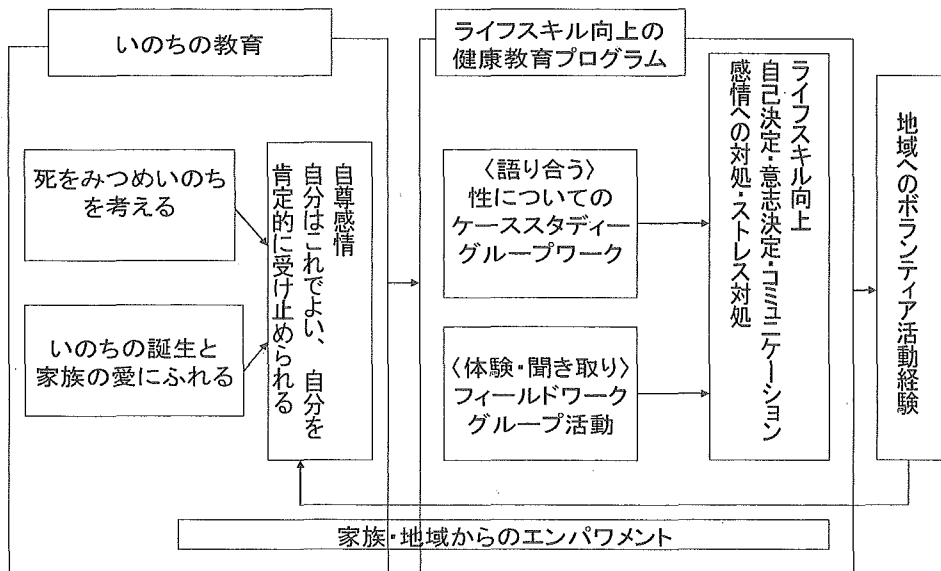 いのちの教育
死をみつめいのち
を考える
いのちの誕生と
家族の愛にふれる
自尊感情
自分はこれでよい、 自分を
肯定的に受け止められる
ライフスキル向上の
健康教育プログラム
〈語り合う〉
性についての
ケーススタディー
グループワーク
〈体験・聞き取り〉
フィールドワーク
グループ活動
ライフスキル向上
自己決定・意志決定・コミュニケーション
感情への対処・ストレス対処
地域へのボランティア活動経験
家族・地域からのエンパワメント